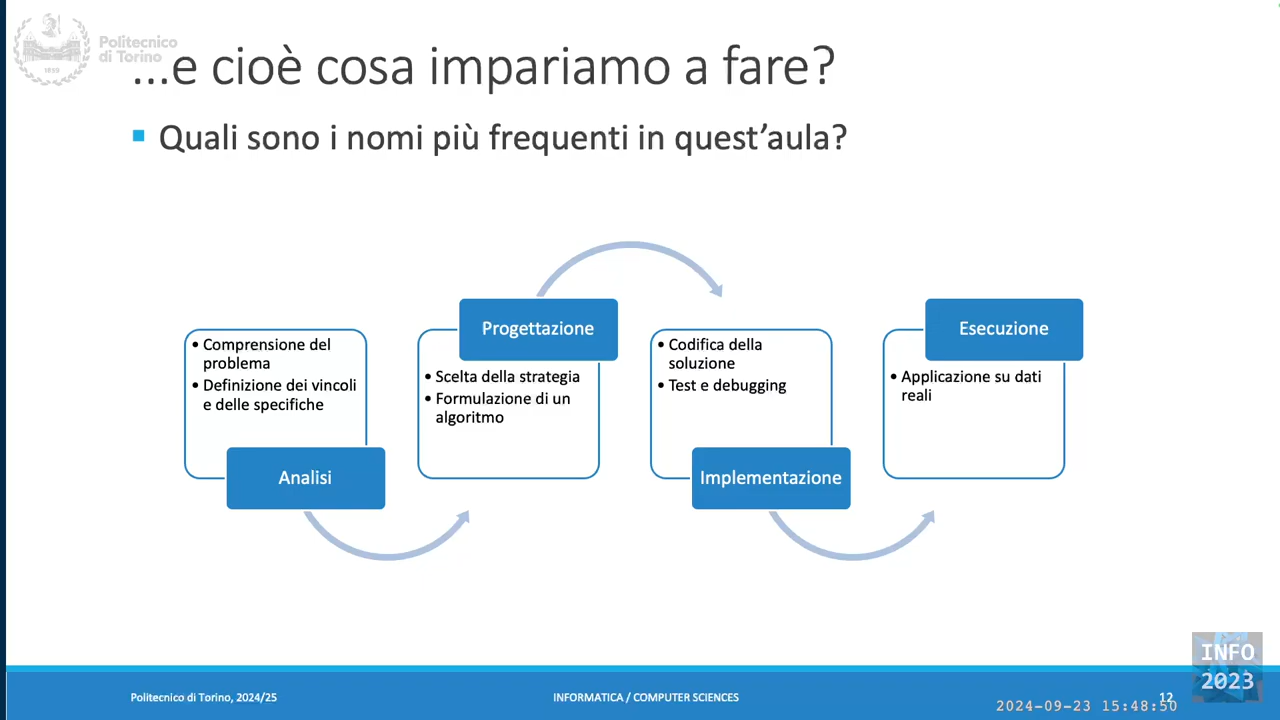 Politecnico
di Torino
1859
...e cioè cosa impariamo a fare?
▪ Quali sono i nomi più frequenti in quest'aula?
• Comprensione del
problema
• Definizione dei vincoli
e delle specifiche
Analisi
Progettazione
• Scelta della strategia
• Formulazione di un
algoritmo
• Codifica della
soluzione
• Test e debugging
Implementazione
Esecuzione
• Applicazione su dati
reali
INFO
2023
Politecnico di Torino, 2024/25
INFORMATICA / COMPUTER SCIENCES
12
2024-09-23 15:48:50